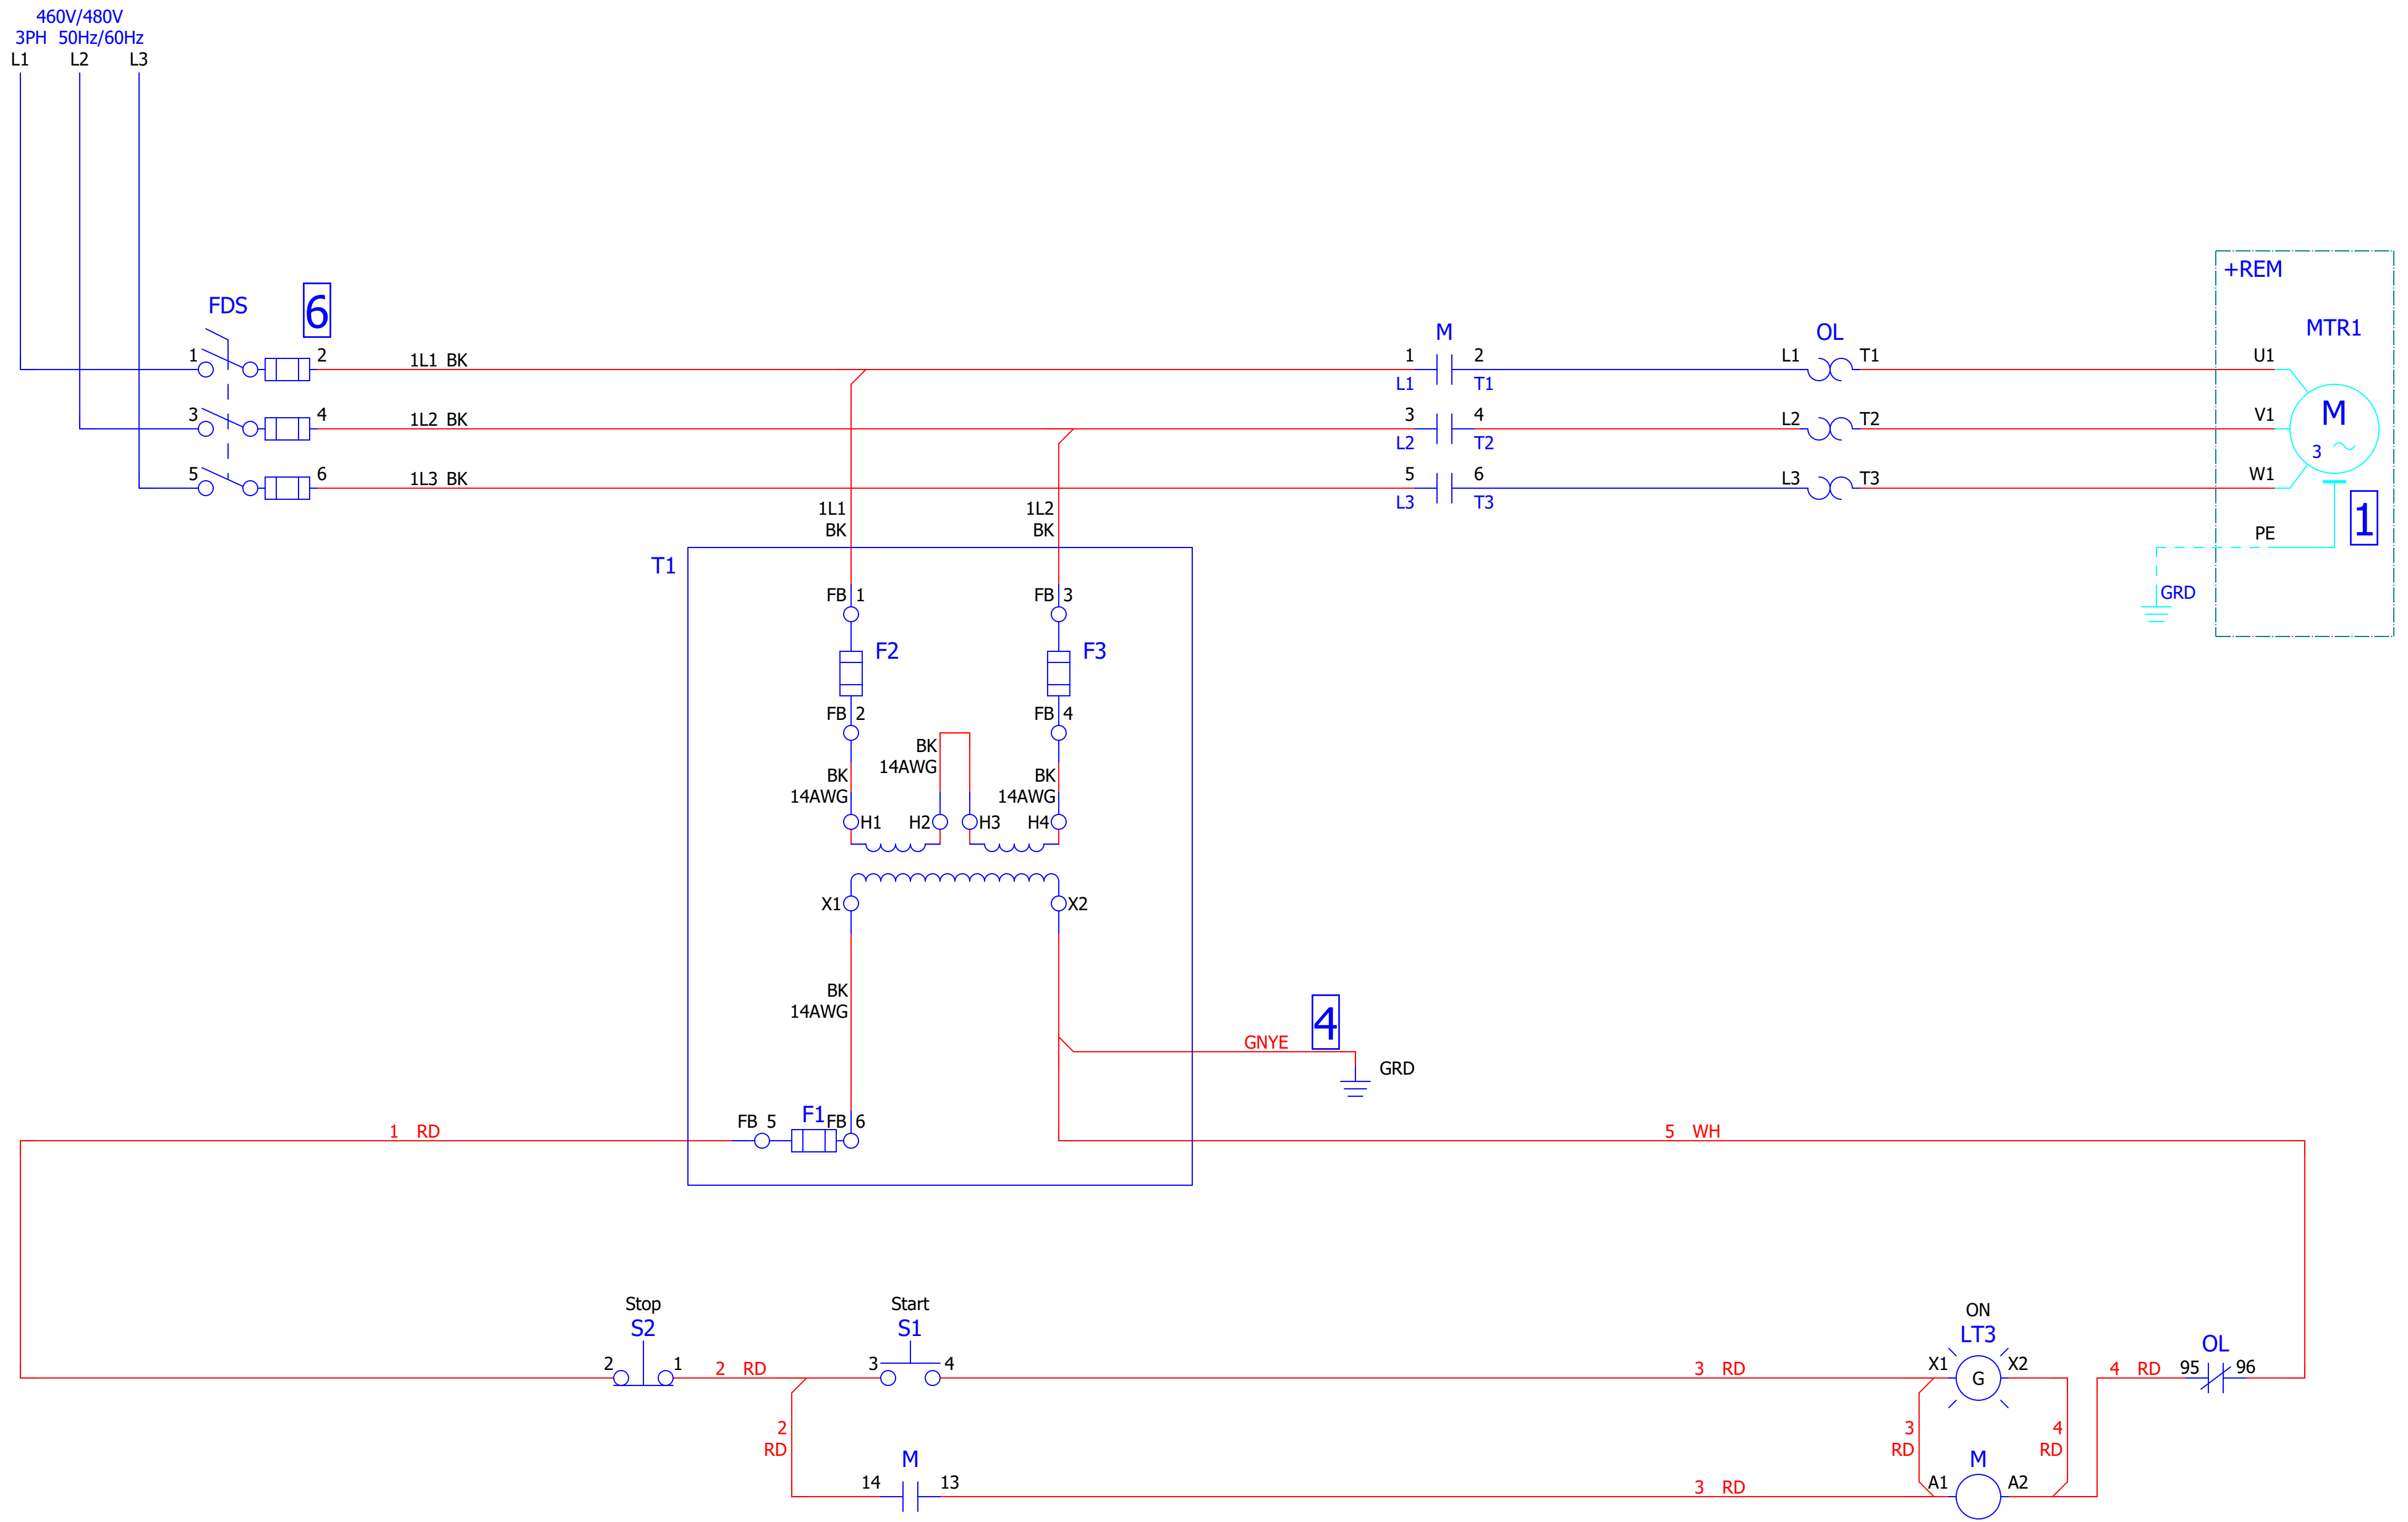 460V/480V
3PH 50Hz/60Hz
L1 L2 L3
+REM
FDS 6
MTR1
M OL
1 2 1L1 BK 1 2 L1 T1 U1
L1 T1
3 4 1L2 BK 3 4 L2 T2 V1 M
L2 T2 3
5 6 1L3 BK 5 6 L3 T3 W1
L3 T3
1L1 1L2 1
BK BK PE
T1
FB 1 FB 3 GRD
F2 F3
FB 2 FB 4
BK
14AWG
BK BK
14AWG 14AWG
H1 H2 H3 H4
X1 X2
BK
14AWG
4
GNYE
GRD
F1
FB 5 FB 6
1 RD 5 WH
Stop Start ON
S2 S1 LT3
OL
2 1 2 RD 3 4 3 RD X1 G X2 4 RD 95 96
2 3 4
RD RD RD
M M
14 13 3 RD A1 A2